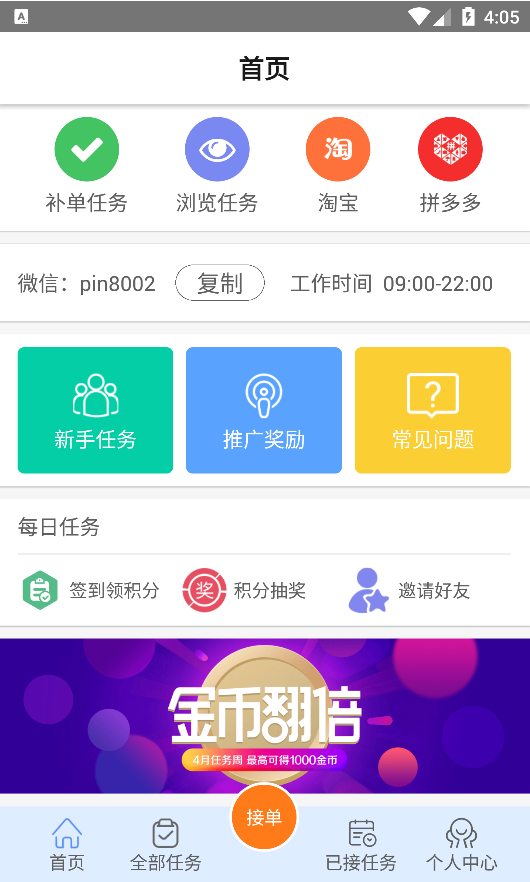 A
4:05
首页
淘
拼
补单任务 浏览任务 淘宝 拼多多
微信：pin8002 复制 工作时间 09:00-22:00
新手任务 推广奖励 常见问题
每日任务
签到领积分 奖 积分抽奖 邀请好友
金币翻倍
4月任务周 最高可得1000金币
接单
首页 全部任务 已接任务 个人中心